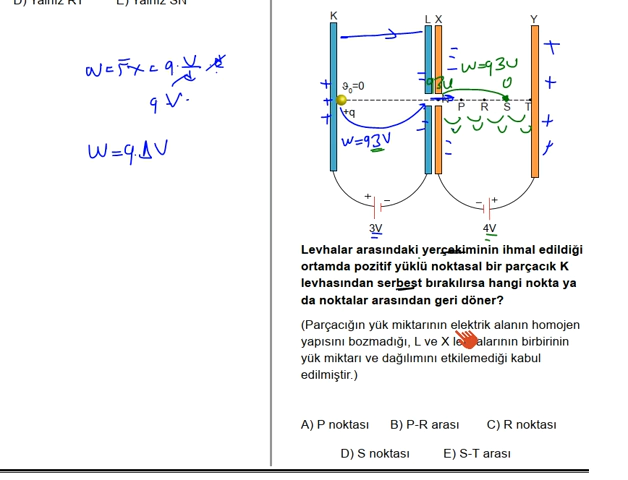 D) Yalnız RT E) Yalnız SN
K L X Y
W = q3V
93V 0
ϑ₀=0
P R S T
+q
W = q3V
W = q.ΔV
q V.
+ - - +
3V 4V
Levhalar arasındaki yerçekiminin ihmal edildiği
ortamda pozitif yüklü noktasal bir parçacık K
levhasından serbest bırakılırsa hangi nokta ya
da noktalar arasından geri döner?
(Parçacığın yük miktarının elektrik alanın homojen
yapısını bozmadığı, L ve X levhalarının birbirinin
yük miktarı ve dağılımını etkilemediği kabul
edilmiştir.)
A) P noktası B) P-R arası C) R noktası
D) S noktası E) S-T arası